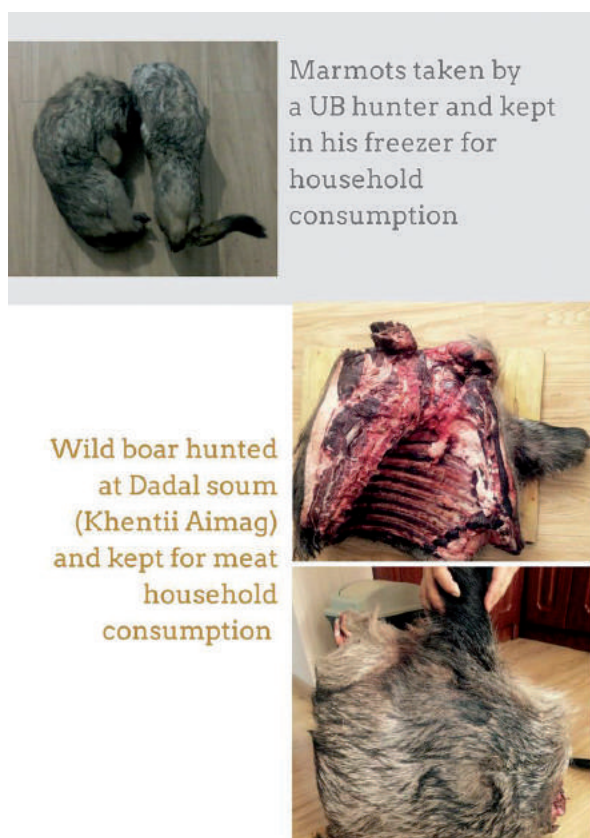 Marmots taken by
a UB hunter and kept
in his freezer for
household
consumption
Wild boar hunted
at Dadal soum
(Khentii Aimag)
and kept for meat
household
consumption